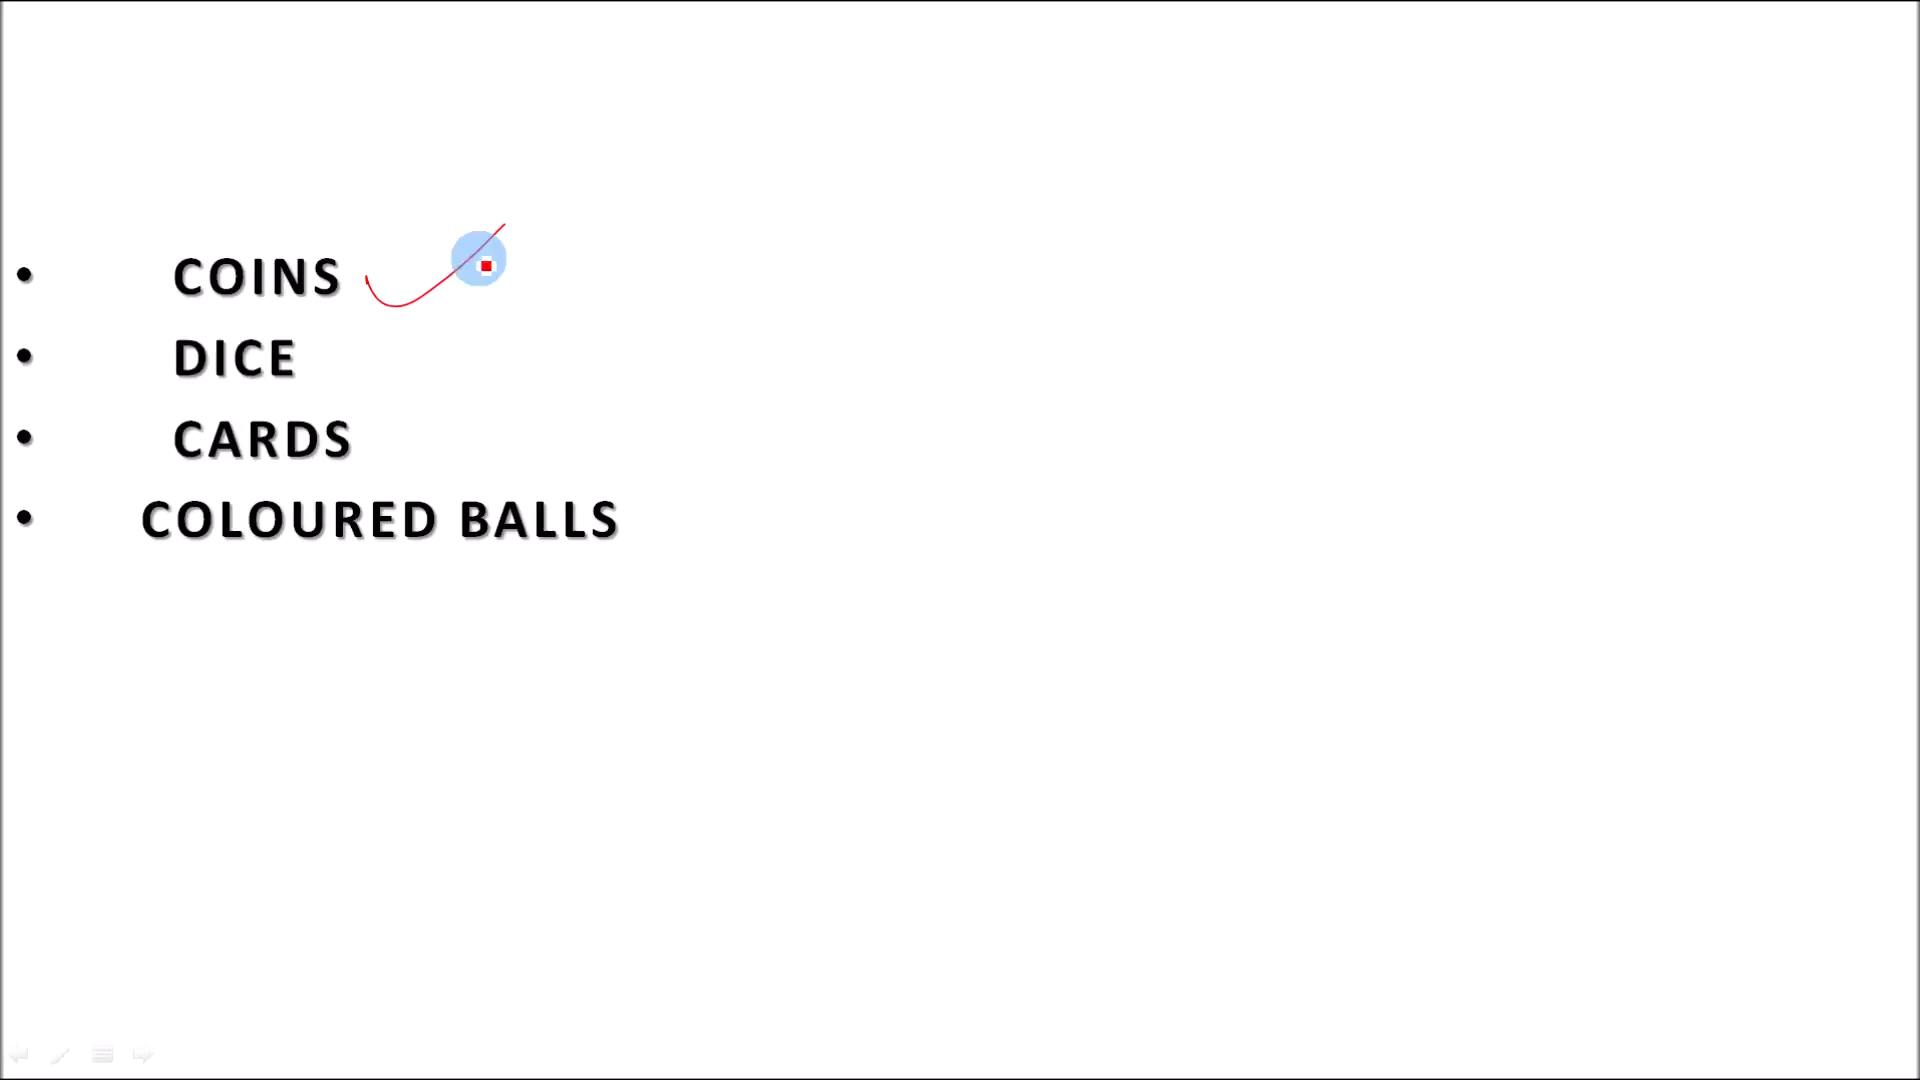 • COINS
• DICE
• CARDS
• COLOURED BALLS